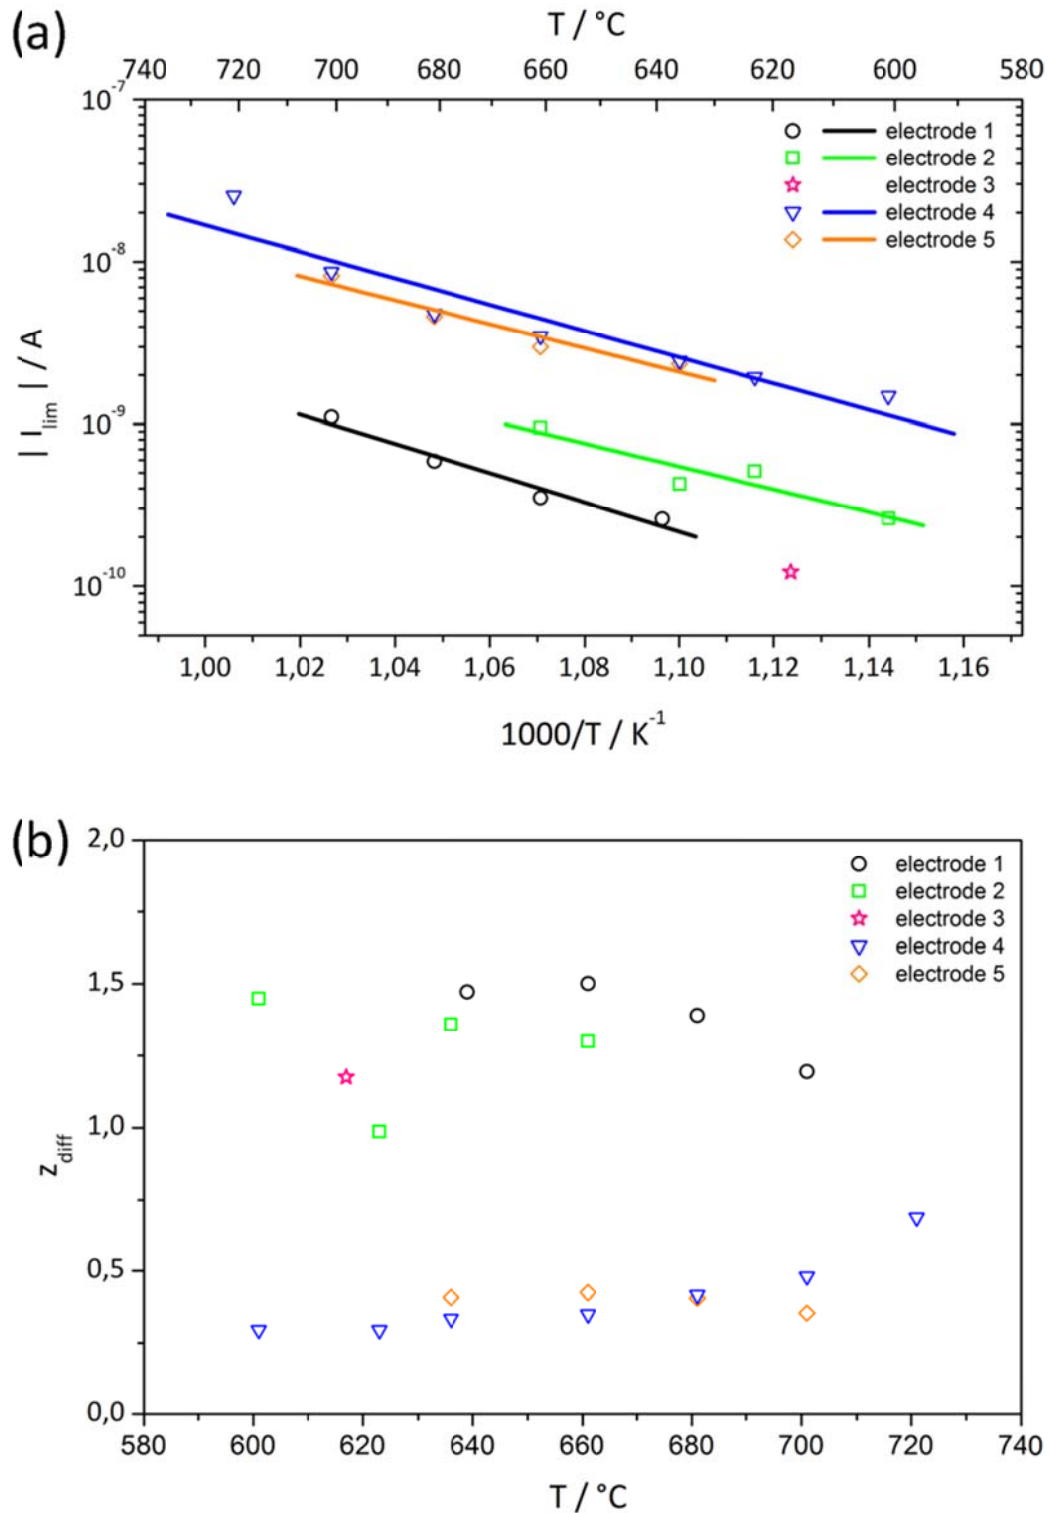 (a)
T / °C
740 720 700 680 660 640 620 600 580
10-7
electrode 1
electrode 2
electrode 3
electrode 4
electrode 5
10-8
10-9
10-10
| Ilim | / A
1,00 1,02 1,04 1,06 1,08 1,10 1,12 1,14 1,16
1000/T / K-1
(b)
2,0
electrode 1
electrode 2
electrode 3
electrode 4
electrode 5
1,5
1,0
0,5
0,0
zdiff
580 600 620 640 660 680 700 720 740
T / °C